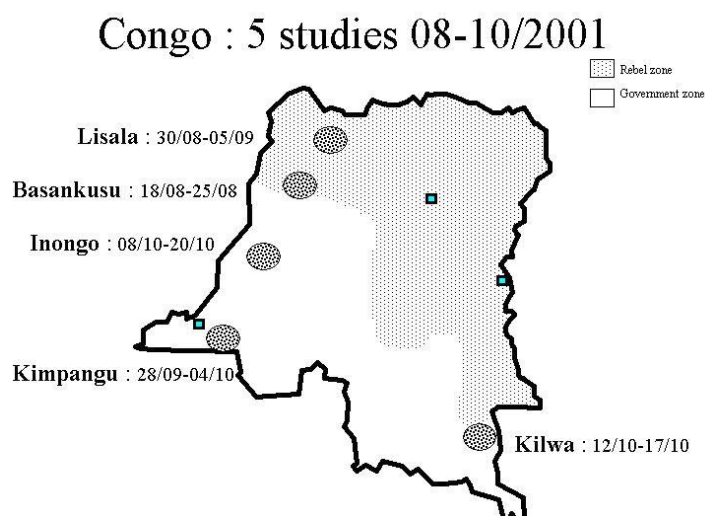 Congo : 5 studies 08-10/2001
Rebel zone
Government zone
Lisala : 30/08-05/09
Basankusu : 18/08-25/08
Inongo : 08/10-20/10
Kimpangu : 28/09-04/10
Kilwa : 12/10-17/10